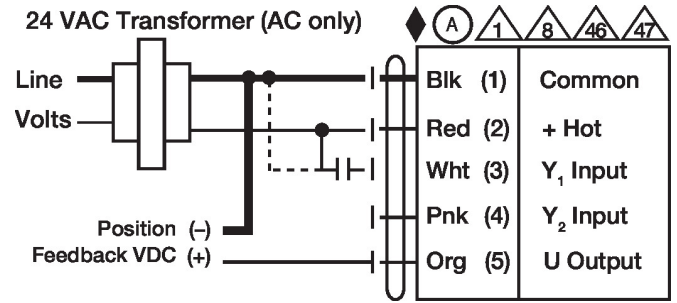 24 VAC Transformer (AC only)
A 1 8 46 47
Line
Volts
Blk (1) Common
Red (2) + Hot
Wht (3) Y1 Input
Pnk (4) Y2 Input
Org (5) U Output
Position (–)
Feedback VDC (+)